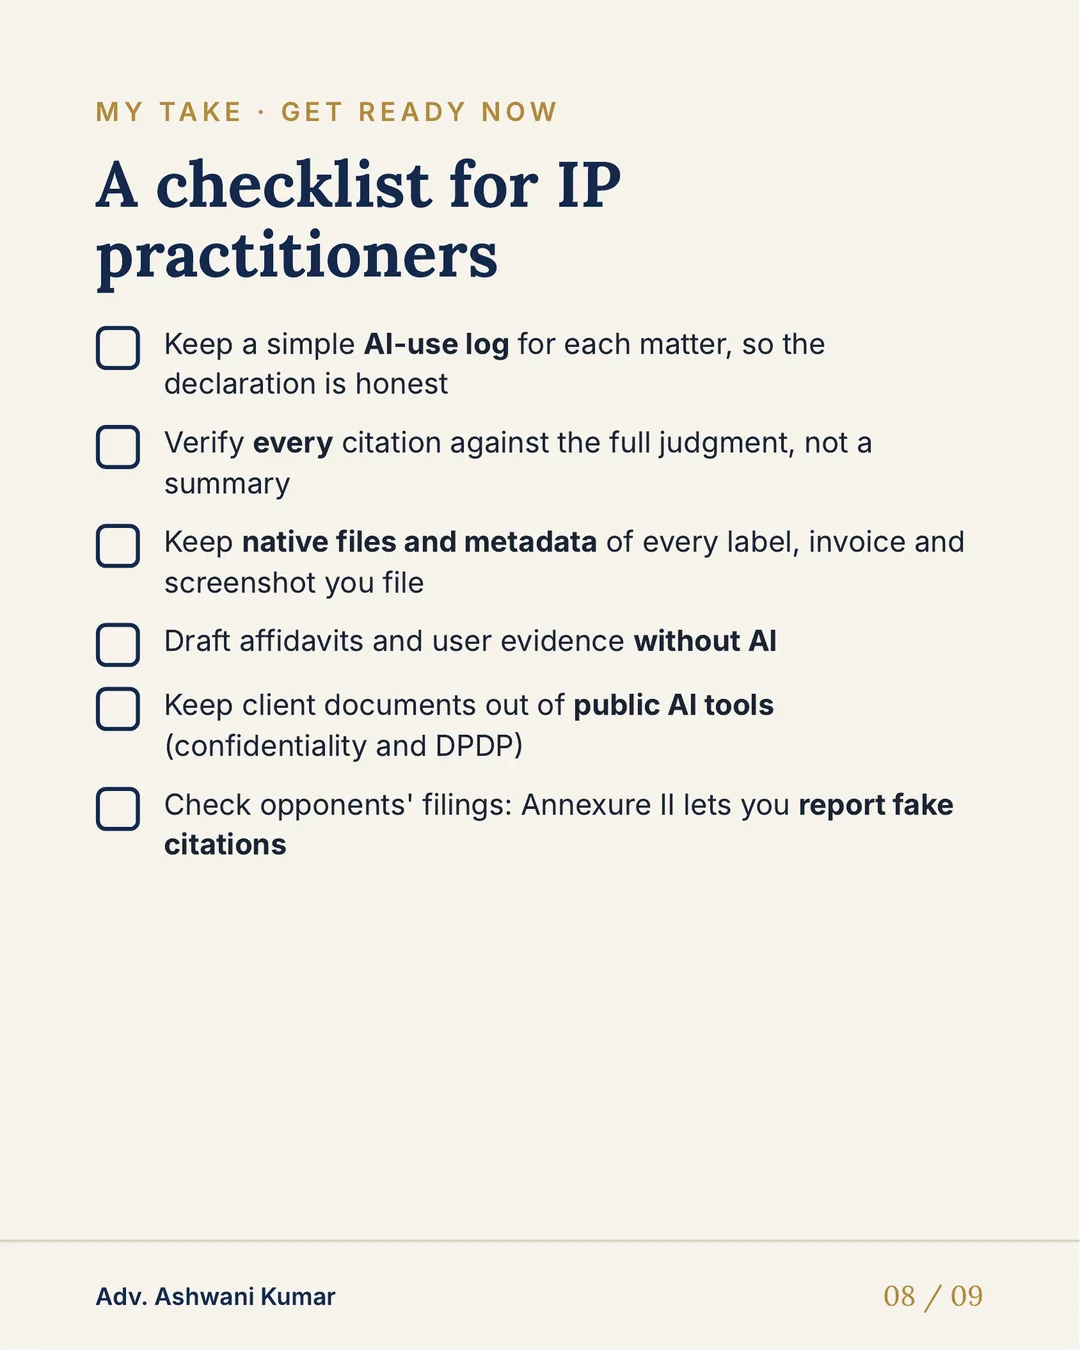 MY TAKE · GET READY NOW
A checklist for IP
practitioners
Keep a simple AI-use log for each matter, so the
declaration is honest
Verify every citation against the full judgment, not a
summary
Keep native files and metadata of every label, invoice and
screenshot you file
Draft affidavits and user evidence without AI
Keep client documents out of public AI tools
(confidentiality and DPDP)
Check opponents' filings: Annexure II lets you report fake
citations
Adv. Ashwani Kumar
08 / 09